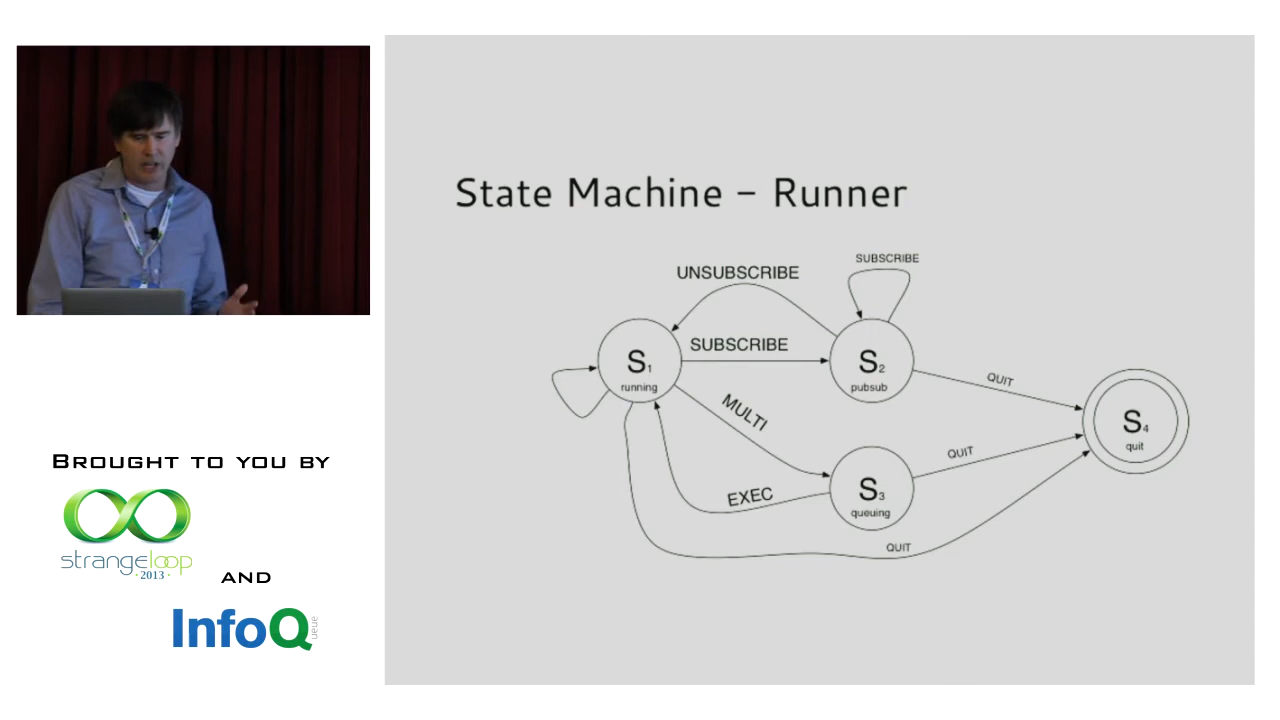 State Machine - Runner
UNSUBSCRIBE
SUBSCRIBE
SUBSCRIBE
S1
running
S2
pubsub
MULTI
QUIT
S4
quit
QUIT
S3
queuing
EXEC
QUIT
BROUGHT TO YOU BY
strangeloop
·2013·
AND
InfoQ
ueue